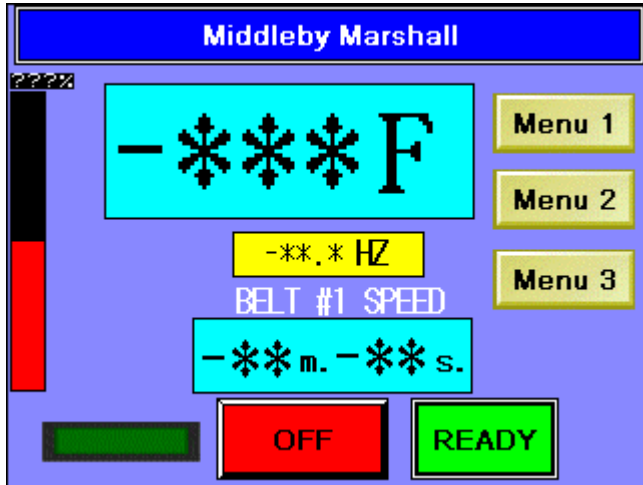 Middleby Marshall
???%
-***F
Menu 1
Menu 2
-**.* HZ
Menu 3
BELT #1 SPEED
-**m.-**s.
OFF
READY